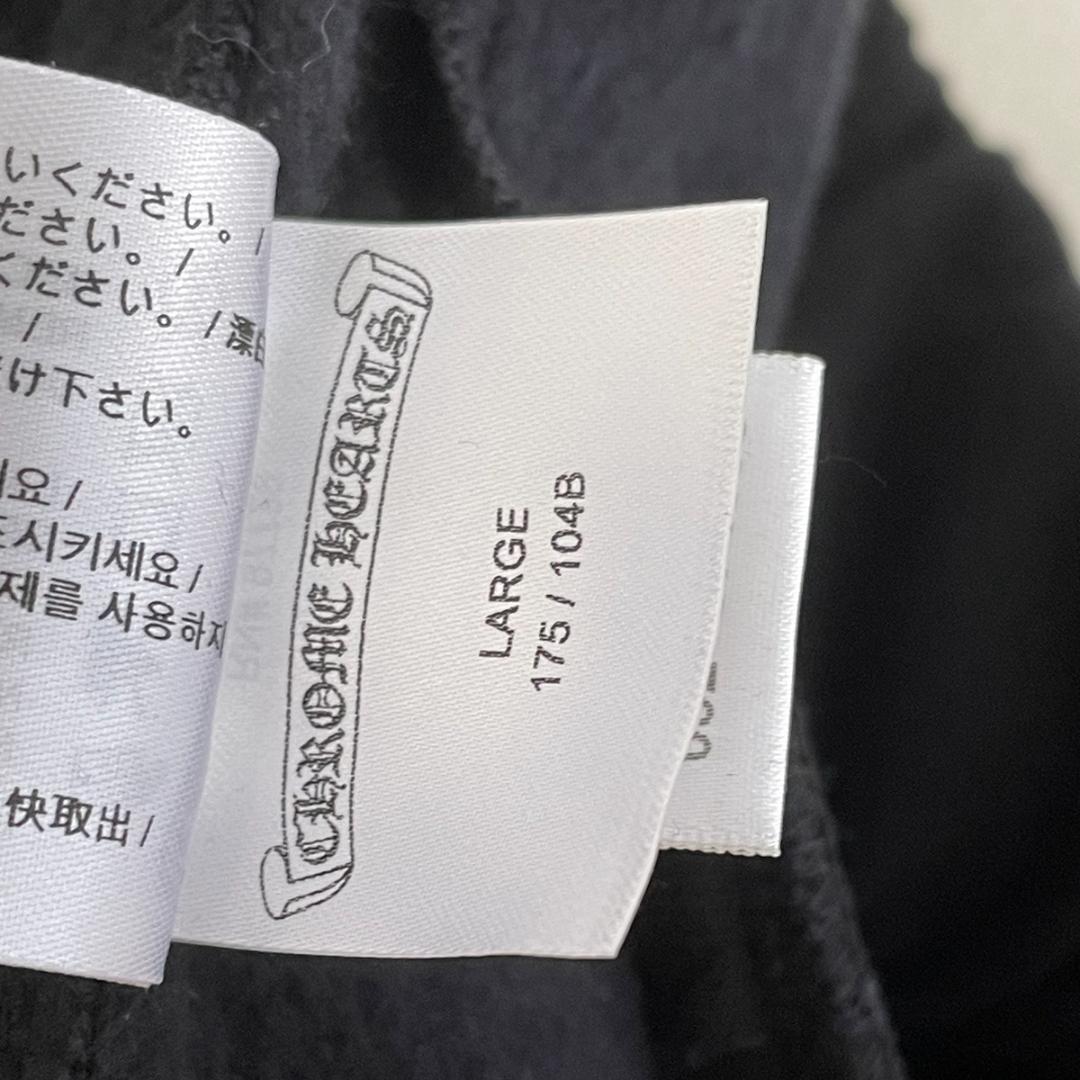 いください。/
ださい。/
ください。/漂白
/
け下さい。
요/
시키세요/
제를 사용하지
快取出/
CHROME HEARTS
LARGE
175 / 104B